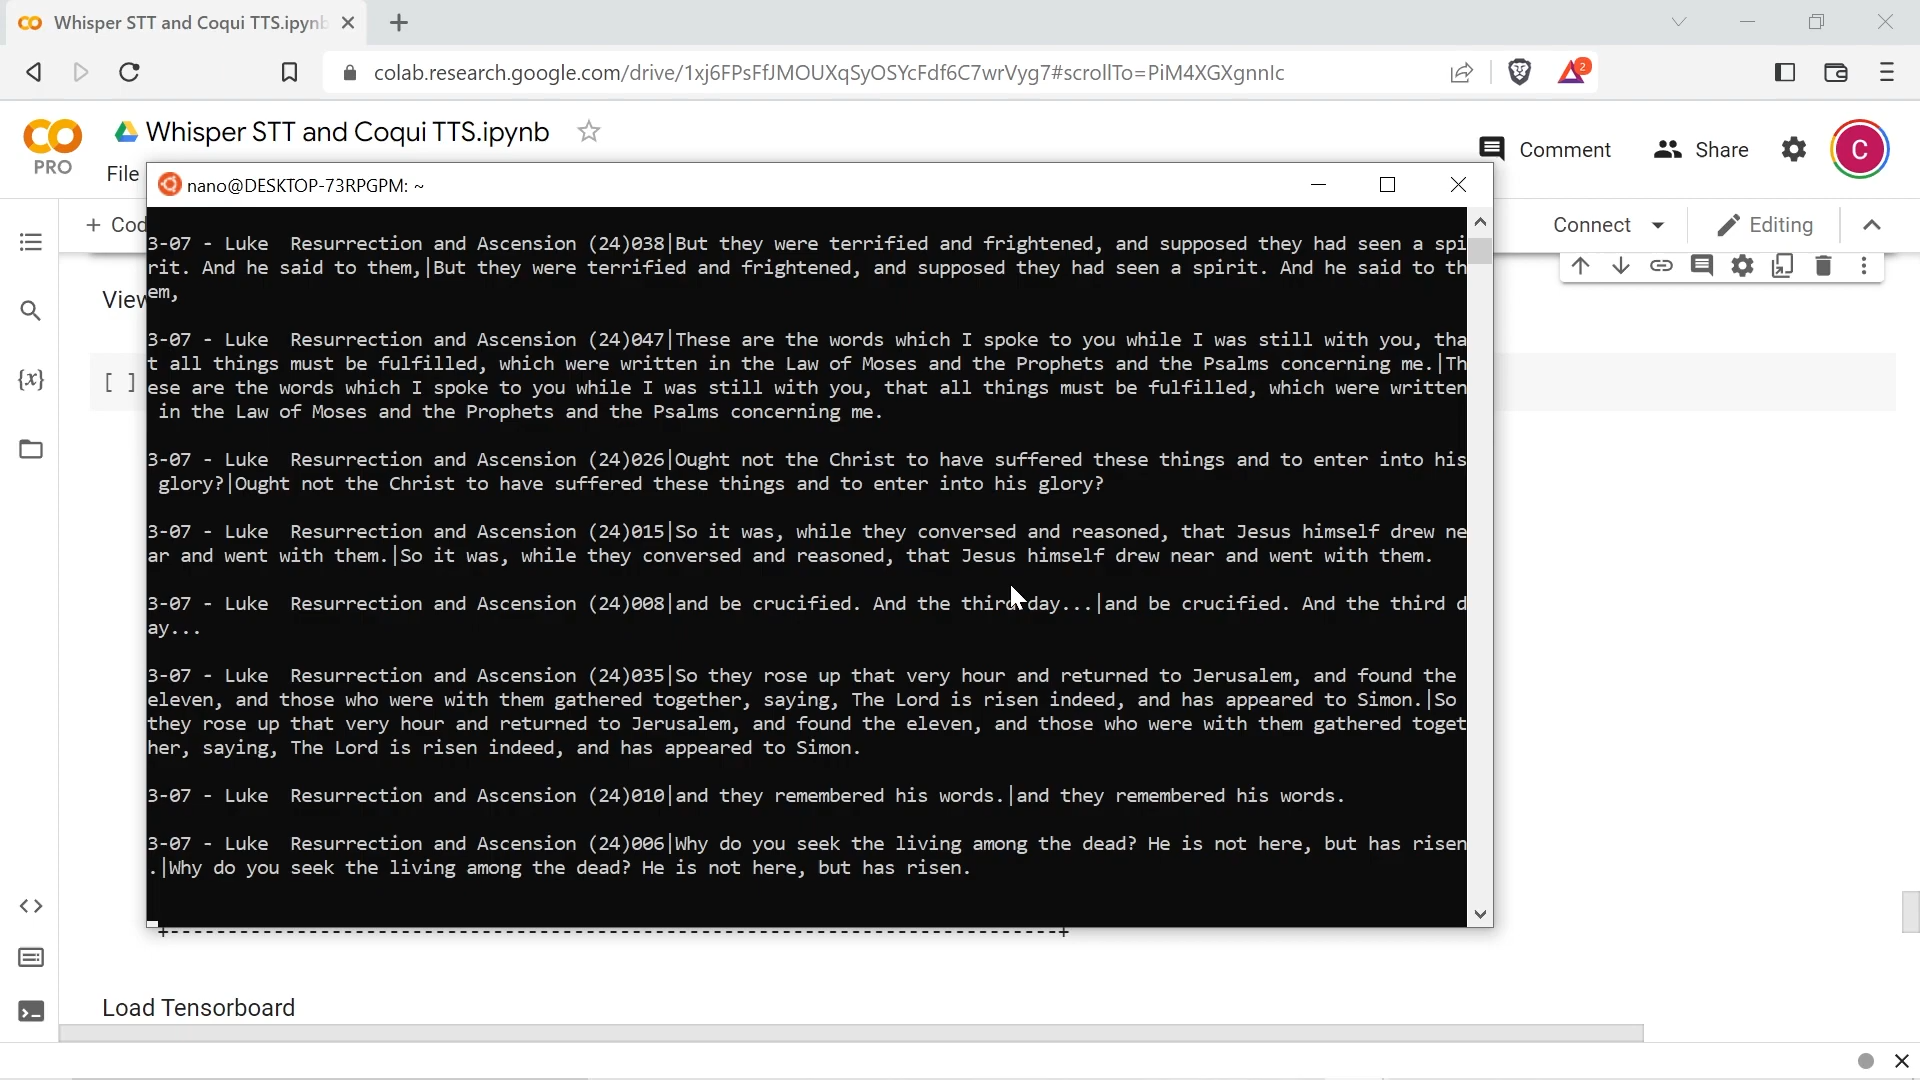 Whisper STT and Coqui TTS.ipynb
colab.research.google.com/drive/1xj6FPsFfJMOUXqSyOSYcFdf6C7wrVyg7#scrollTo=PiM4XGXgnnIc
2
Whisper STT and Coqui TTS.ipynb
PRO
File
Comment
Share
C
nano@DESKTOP-73RPGPM: ~
+ Cod
Connect
Editing
View
{x}
[ ]
3-07 - Luke  Resurrection and Ascension (24)038|But they were terrified and frightened, and supposed they had seen a spi
rit. And he said to them,|But they were terrified and frightened, and supposed they had seen a spirit. And he said to th
em,
3-07 - Luke  Resurrection and Ascension (24)047|These are the words which I spoke to you while I was still with you, tha
t all things must be fulfilled, which were written in the Law of Moses and the Prophets and the Psalms concerning me.|Th
ese are the words which I spoke to you while I was still with you, that all things must be fulfilled, which were written
 in the Law of Moses and the Prophets and the Psalms concerning me.
3-07 - Luke  Resurrection and Ascension (24)026|Ought not the Christ to have suffered these things and to enter into his
 glory?|Ought not the Christ to have suffered these things and to enter into his glory?
3-07 - Luke  Resurrection and Ascension (24)015|So it was, while they conversed and reasoned, that Jesus himself drew ne
ar and went with them.|So it was, while they conversed and reasoned, that Jesus himself drew near and went with them.
3-07 - Luke  Resurrection and Ascension (24)008|and be crucified. And the third day...|and be crucified. And the third d
ay...
3-07 - Luke  Resurrection and Ascension (24)035|So they rose up that very hour and returned to Jerusalem, and found the
eleven, and those who were with them gathered together, saying, The Lord is risen indeed, and has appeared to Simon.|So
they rose up that very hour and returned to Jerusalem, and found the eleven, and those who were with them gathered toget
her, saying, The Lord is risen indeed, and has appeared to Simon.
3-07 - Luke  Resurrection and Ascension (24)010|and they remembered his words.|and they remembered his words.
3-07 - Luke  Resurrection and Ascension (24)006|Why do you seek the living among the dead? He is not here, but has risen
.|Why do you seek the living among the dead? He is not here, but has risen.
Load Tensorboard